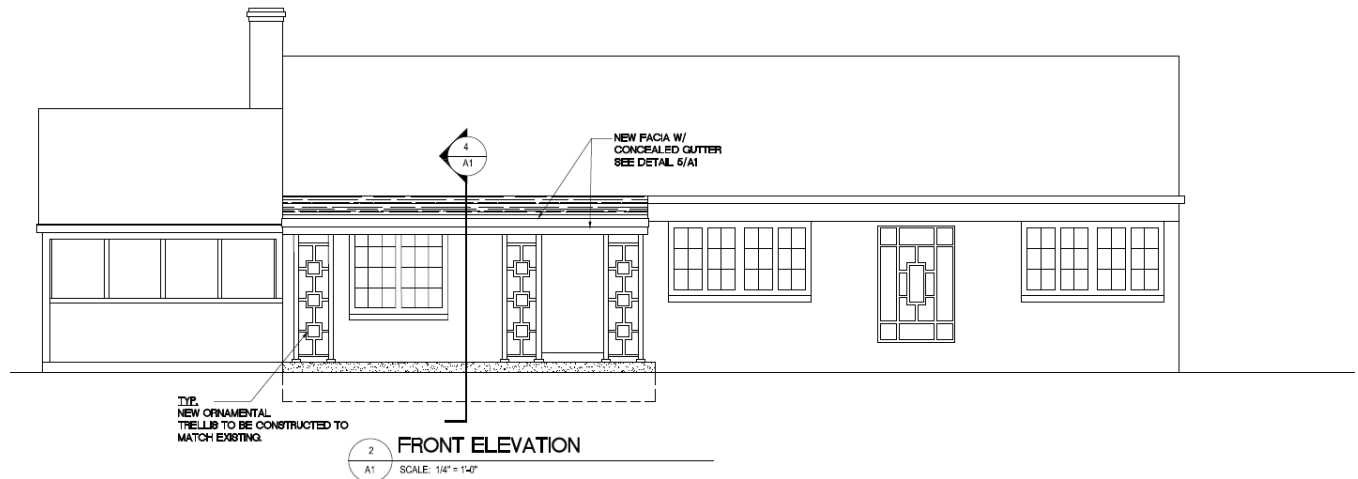 4
A1
NEW FACIA W/
CONCEALED GUTTER
SEE DETAIL 5/A1
TYP.
NEW ORNAMENTAL
TRELLIS TO BE CONSTRUCTED TO
MATCH EXISTING.
2
A1
FRONT ELEVATION
SCALE: 1/4" = 1'-0"